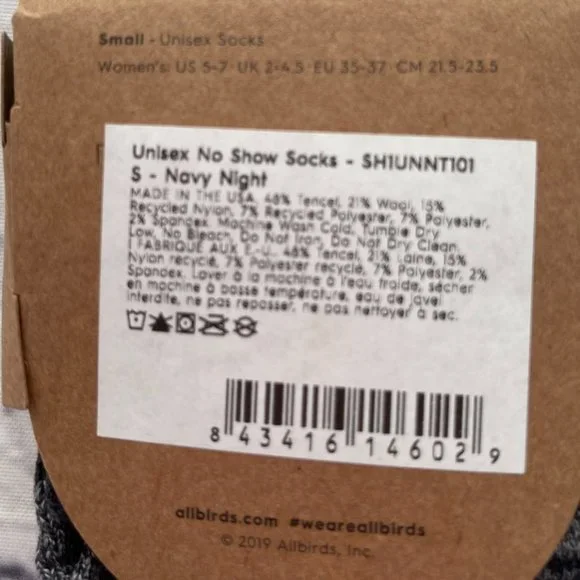 Small - Unisex Socks
Women's: US 5-7 · UK 2-4.5 · EU 35-37 · CM 21.5-23.5
Unisex No Show Socks - SH1UNNT101
S - Navy Night
MADE IN THE USA. 48% Tencel, 21% Wool, 15%
Recycled Nylon, 7% Recycled Polyester, 7% Polyester,
2% Spandex. Machine Wash Cold, Tumble Dry
Low, No Bleach, Do Not Iron, Do Not Dry Clean.
| FABRIQUÉ AUX É.-U. 48% Tencel, 21% Laine, 15%
Nylon recyclé, 7% Polyester recyclé, 7% Polyester, 2%
Spandex. Laver à la machine à l'eau froide, sécher
en machine à basse température, eau de javel
interdite, ne pas repasser, ne pas nettoyer à sec.
8 43416 14602 9
allbirds.com #weareallbirds
© 2019 Allbirds, Inc.